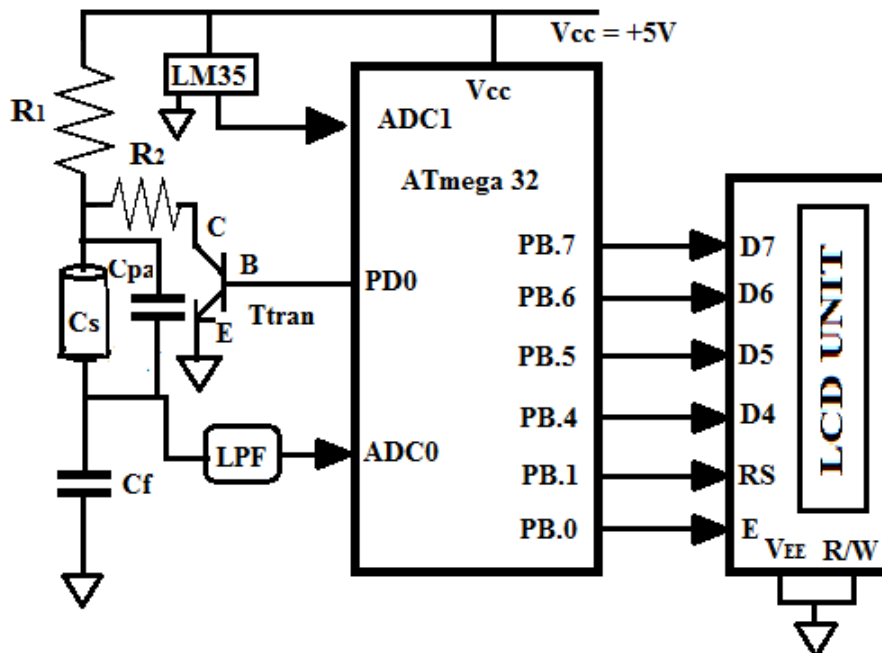 Vcc = +5V
LM35
Vcc
R1
ADC1
R2
ATmega 32
C
PB.7
D7
Cpa
B
PD0
PB.6
D6
Cs
Ttran
E
PB.5
D5
PB.4
D4
LPF
ADC0
PB.1
RS
Cf
PB.0
E
VEE R/W
LCD UNIT